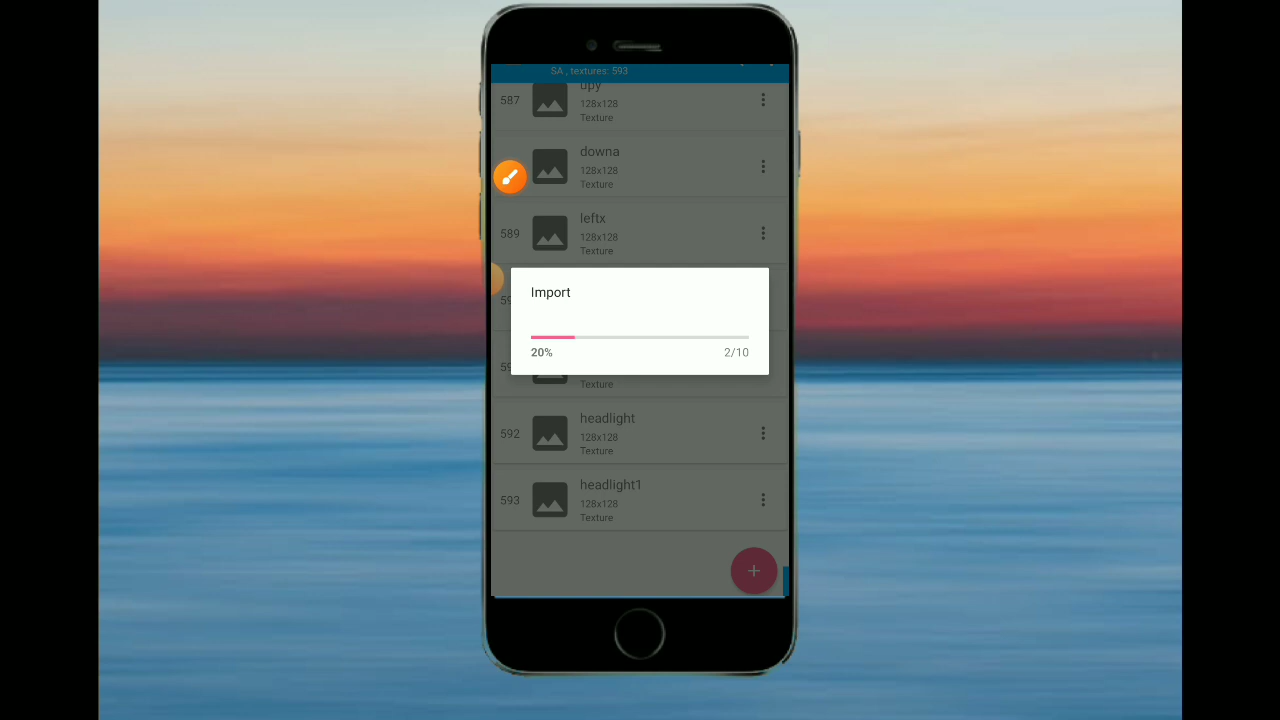 SA , textures: 593
587
upy
128x128
Texture
downa
128x128
Texture
589
leftx
128x128
Texture
Import
20%
2/10
Texture
592
headlight
128x128
Texture
593
headlight1
128x128
Texture